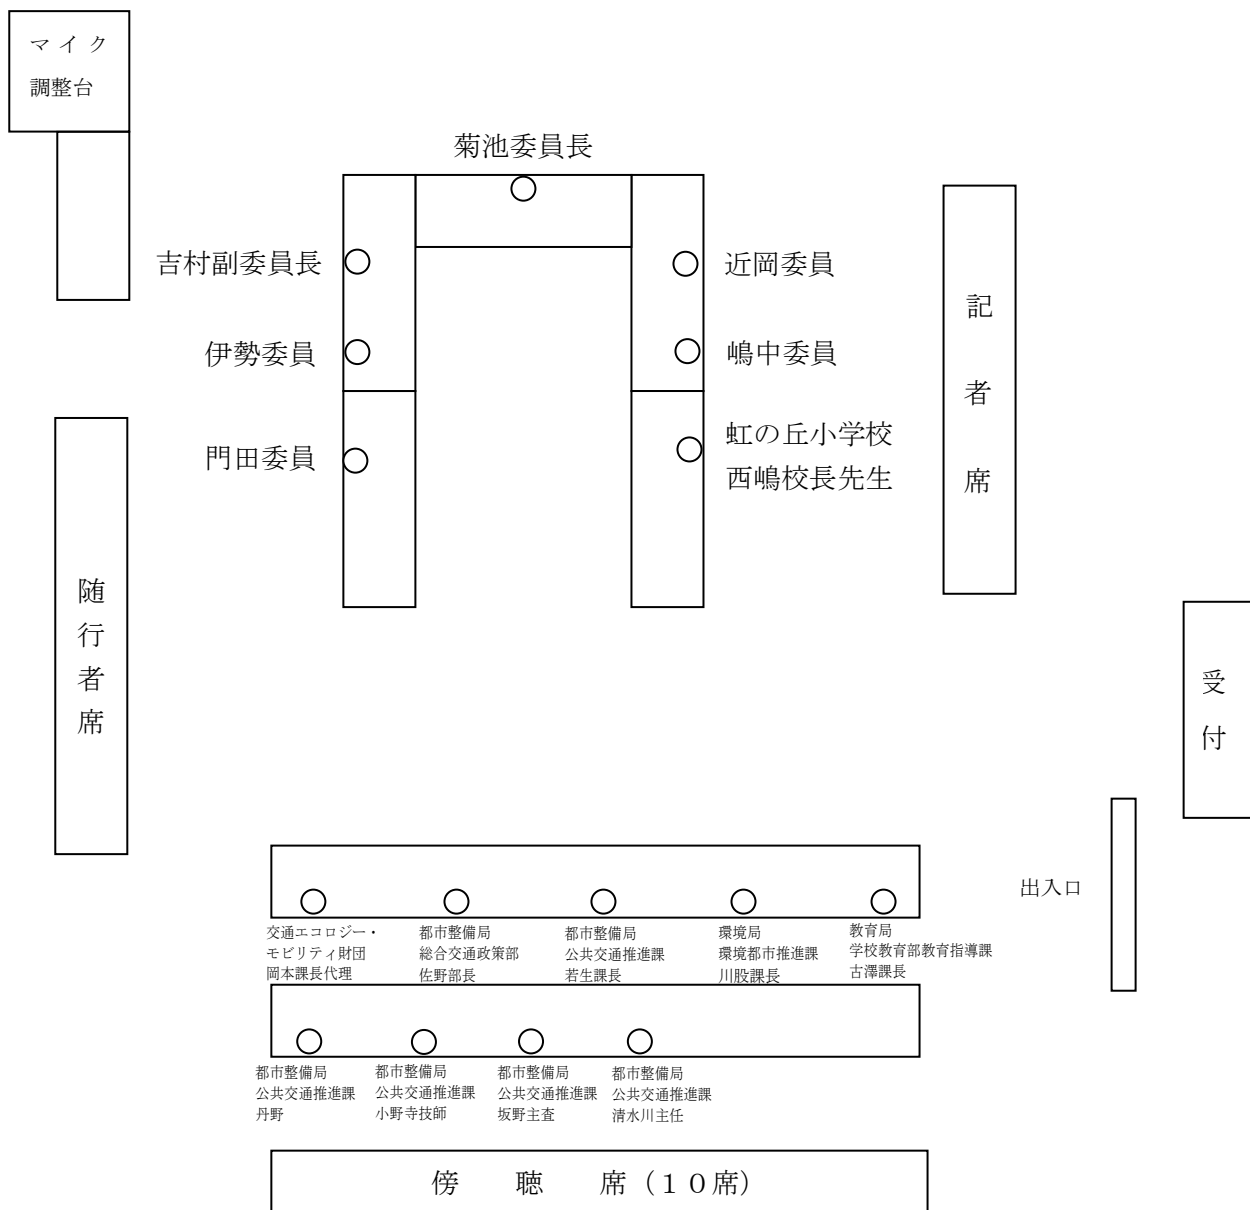 マイク
調整台
菊池委員長
吉村副委員長
近岡委員
伊勢委員
嶋中委員
門田委員
虹の丘小学校
西嶋校長先生
記者席
随行者席
受付
出入口
交通エコロジー・
モビリティ財団
岡本課長代理
都市整備局
総合交通政策部
佐野部長
都市整備局
公共交通推進課
若生課長
環境局
環境都市推進課
川股課長
教育局
学校教育部教育指導課
古澤課長
都市整備局
公共交通推進課
丹野
都市整備局
公共交通推進課
小野寺技師
都市整備局
公共交通推進課
坂野主査
都市整備局
公共交通推進課
清水川主任
傍 聴 席（１０席）